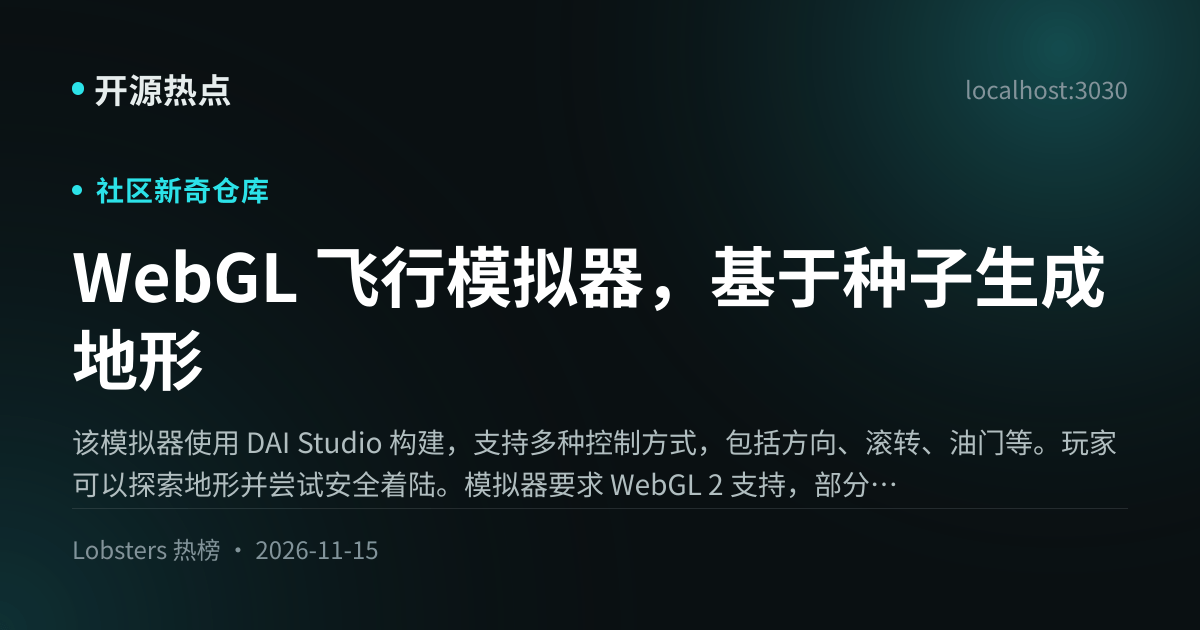 开源热点
localhost:3030
社区新奇仓库
WebGL 飞行模拟器，基于种子生成
地形
该模拟器使用 DAI Studio 构建，支持多种控制方式，包括方向、滚转、油门等。玩家
可以探索地形并尝试安全着陆。模拟器要求 WebGL 2 支持，部分…
Lobsters 热榜 · 2026-11-15